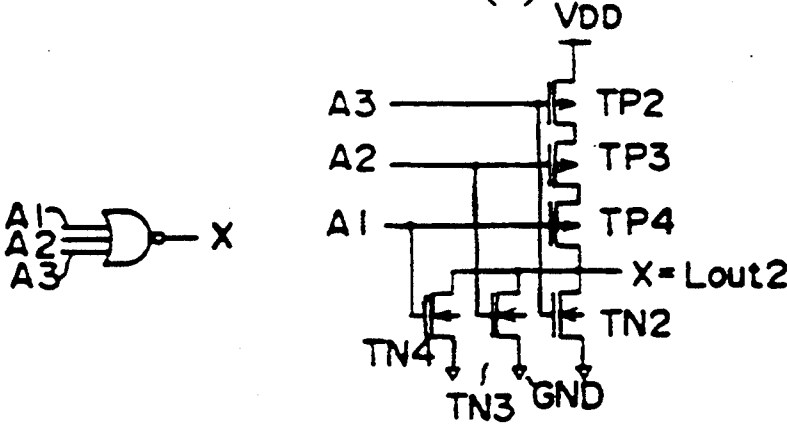 VDD
A3
TP2
A2
TP3
A1
TP4
X = Lout2
TN4
TN3
GND
TN2
A1
A2
A3
X